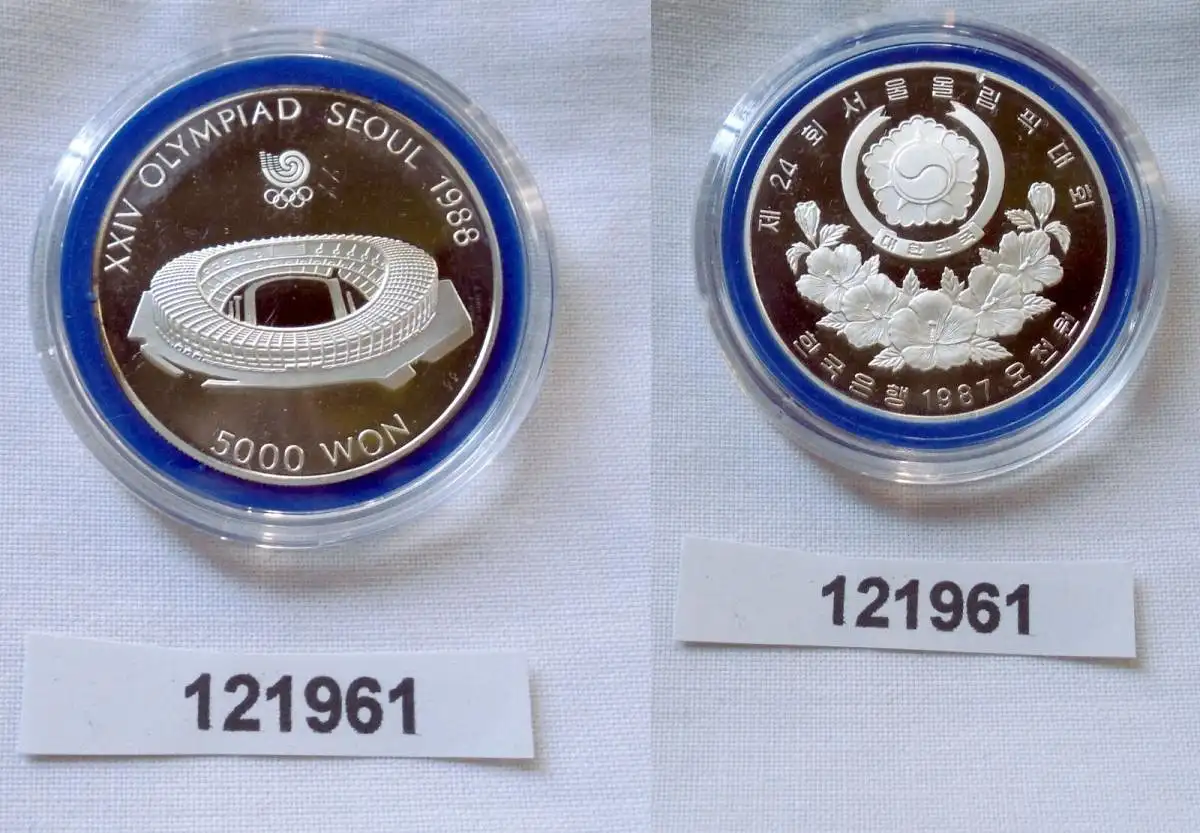 XXIV OLYMPIAD SEOUL 1988
5000 WON
121961
제 24 회 서울올림픽대회
대한민국
한국은행 1987 오천원
121961